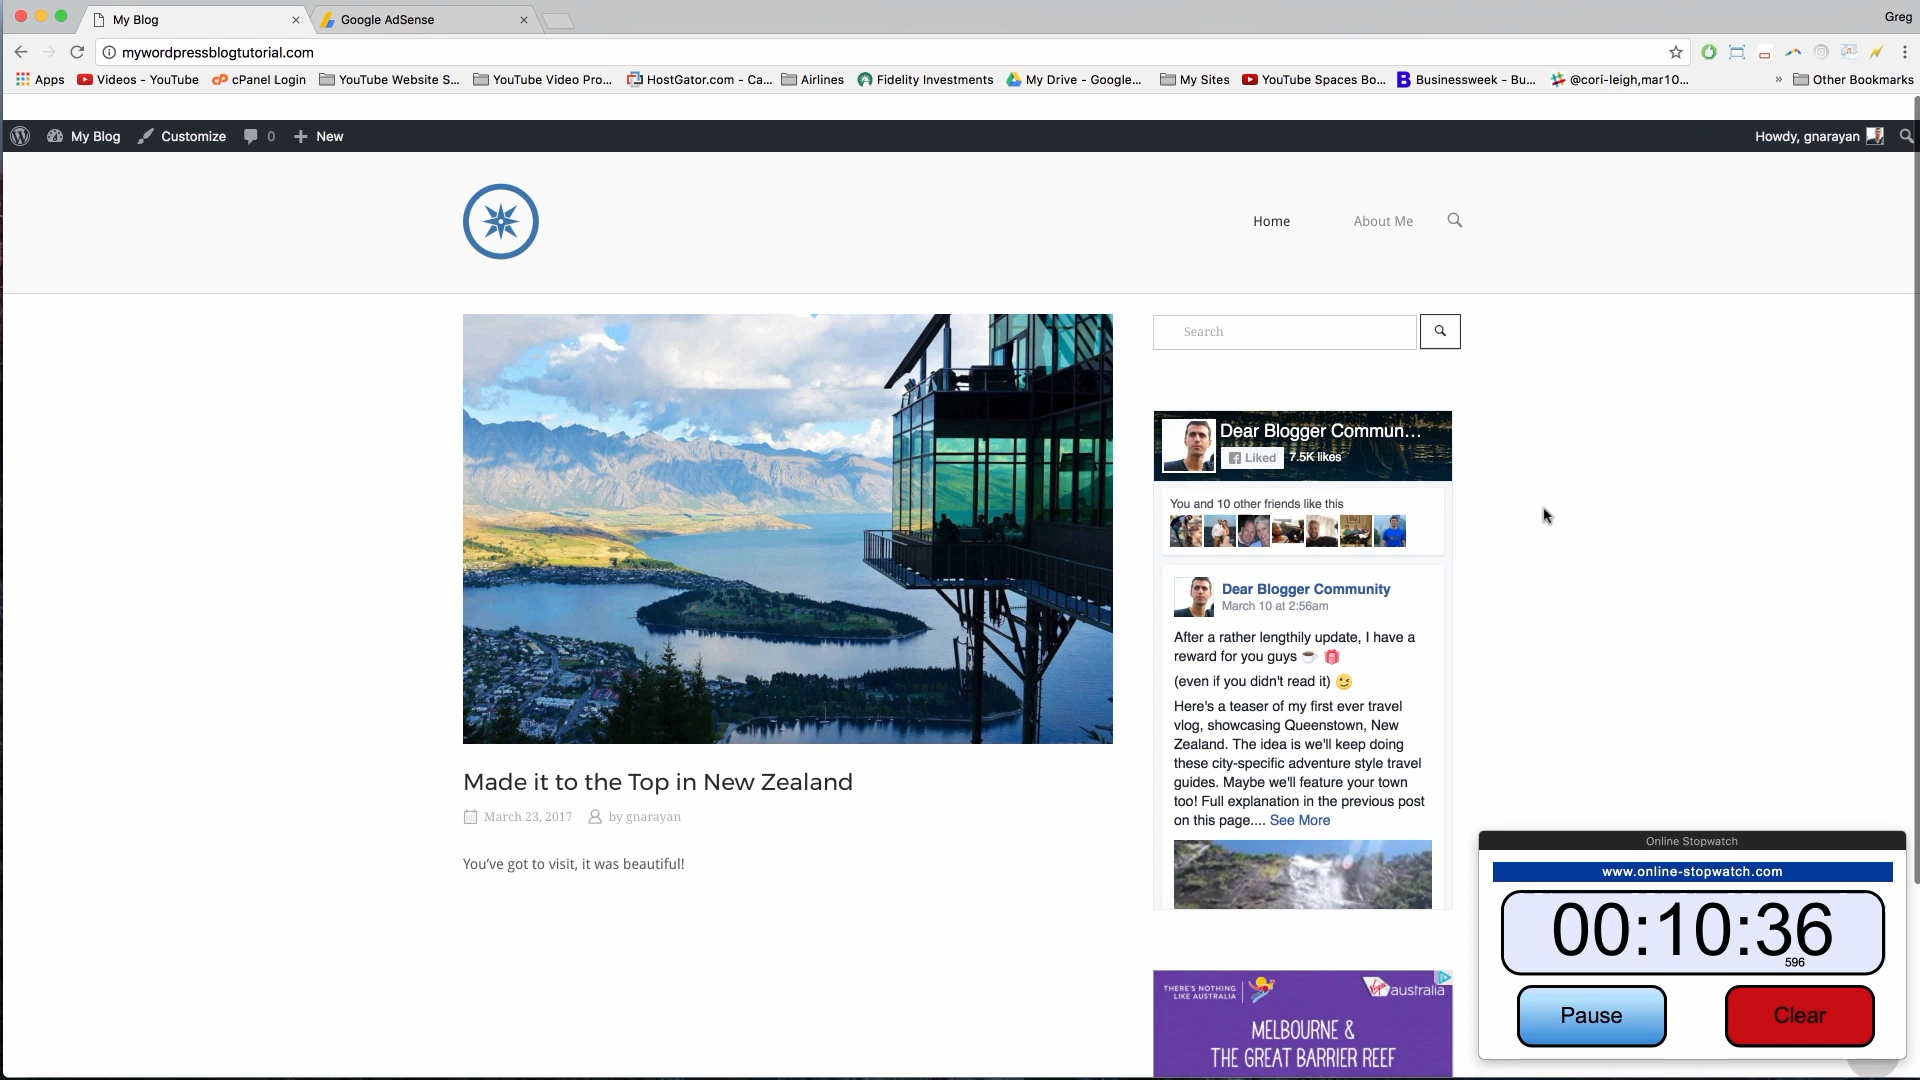 My Blog
Google AdSense
Greg
mywordpressblogtutorial.com
Apps
Videos - YouTube
cPanel Login
YouTube Website S...
YouTube Video Pro...
HostGator.com - Ca...
Airlines
Fidelity Investments
My Drive - Google...
My Sites
YouTube Spaces Bo...
Businessweek - Bu...
@cori-leigh,mar10...
»
Other Bookmarks
My Blog
Customize
0
New
Howdy, gnarayan
Home
About Me
Search
Dear Blogger Commun...
Liked
7.5K likes
You and 10 other friends like this
Dear Blogger Community
March 10 at 2:56am
After a rather lengthily update, I have a
reward for you guys ☕ 🎁
(even if you didn't read it) 😉
Here's a teaser of my first ever travel
vlog, showcasing Queenstown, New
Zealand. The idea is we'll keep doing
these city-specific adventure style travel
guides. Maybe we'll feature your town
too! Full explanation in the previous post
on this page.... See More
Made it to the Top in New Zealand
March 23, 2017
by gnarayan
You've got to visit, it was beautiful!
THERE'S NOTHING
LIKE AUSTRALIA
Virgin australia
MELBOURNE &
THE GREAT BARRIER REEF
Online Stopwatch
www.online-stopwatch.com
00:10:36
596
Pause
Clear